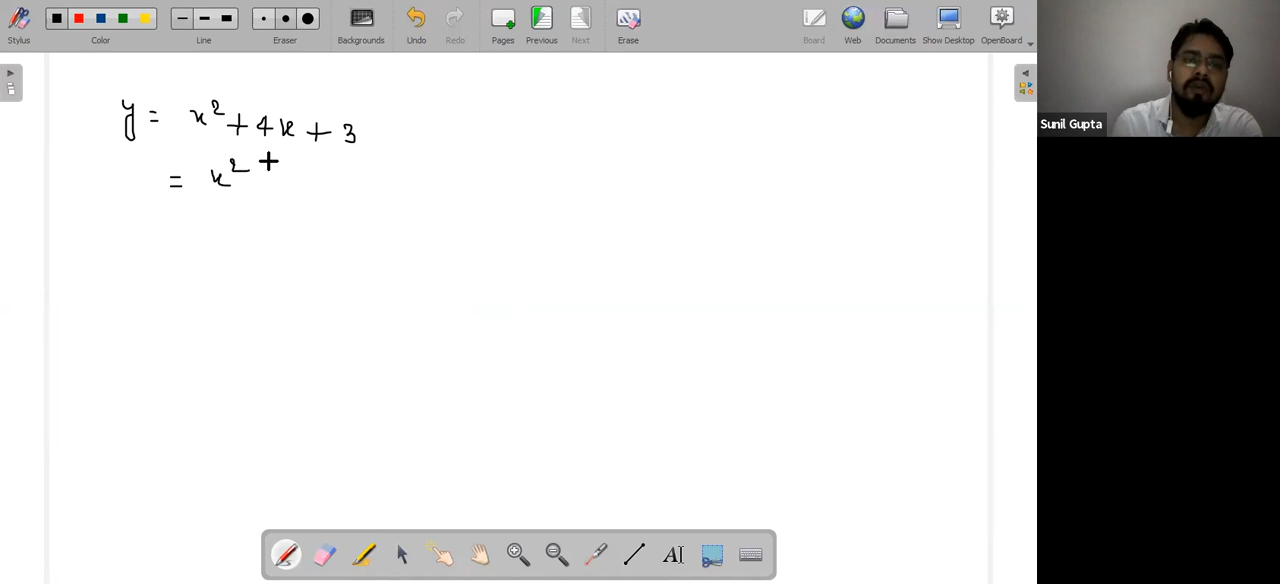 Stylus Color Line Eraser Backgrounds Undo Redo Pages Previous Next Erase Board Web Documents Show Desktop OpenBoard
Sunil Gupta
y = x² + 4x + 3
= x² +